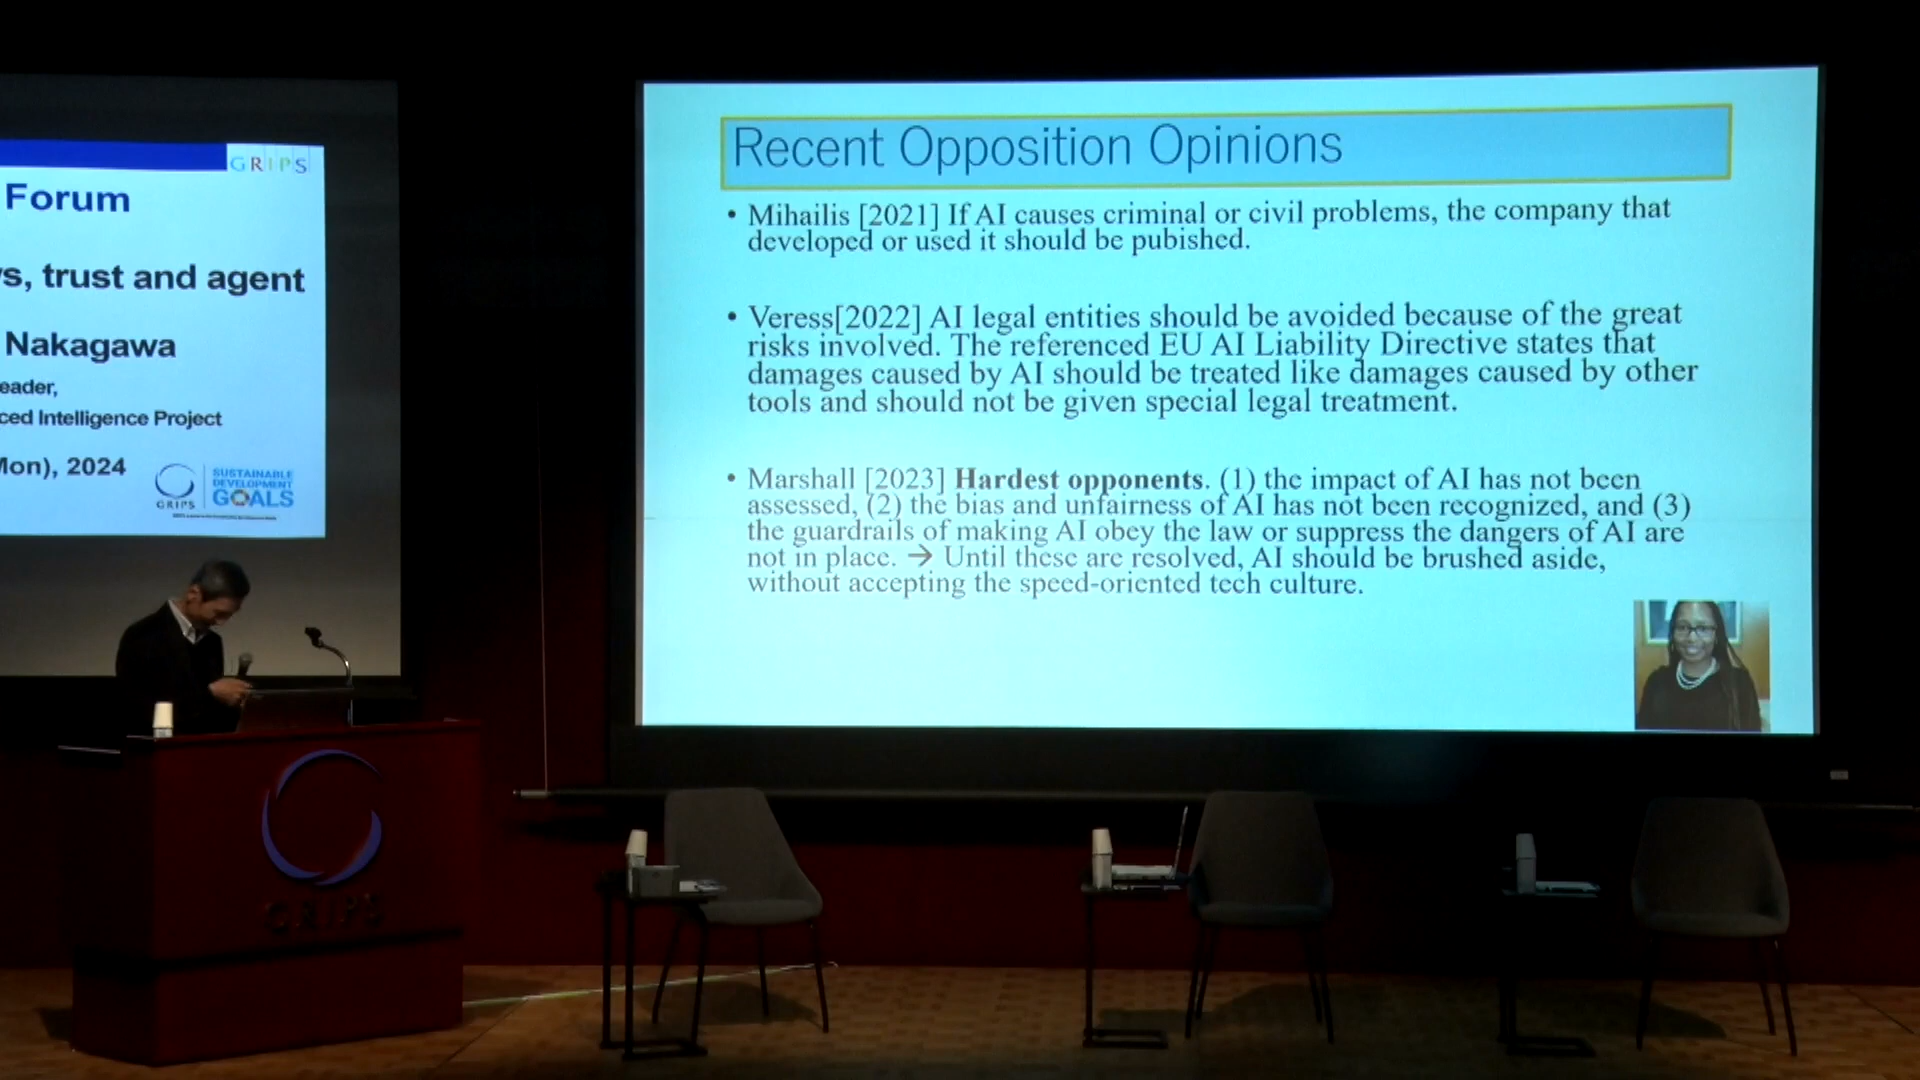 GRIPS
Forum
s, trust and agent
Nakagawa
eader,
ced Intelligence Project
Mon), 2024
GRIPS
SUSTAINABLE
DEVELOPMENT
GOALS
Recent Opposition Opinions
• Mihailis [2021] If AI causes criminal or civil problems, the company that
developed or used it should be pubished.
• Veress[2022] AI legal entities should be avoided because of the great
risks involved. The referenced EU AI Liability Directive states that
damages caused by AI should be treated like damages caused by other
tools and should not be given special legal treatment.
• Marshall [2023] Hardest opponents. (1) the impact of AI has not been
assessed, (2) the bias and unfairness of AI has not been recognized, and (3)
the guardrails of making AI obey the law or suppress the dangers of AI are
not in place. → Until these are resolved, AI should be brushed aside,
without accepting the speed-oriented tech culture.
GRIPS